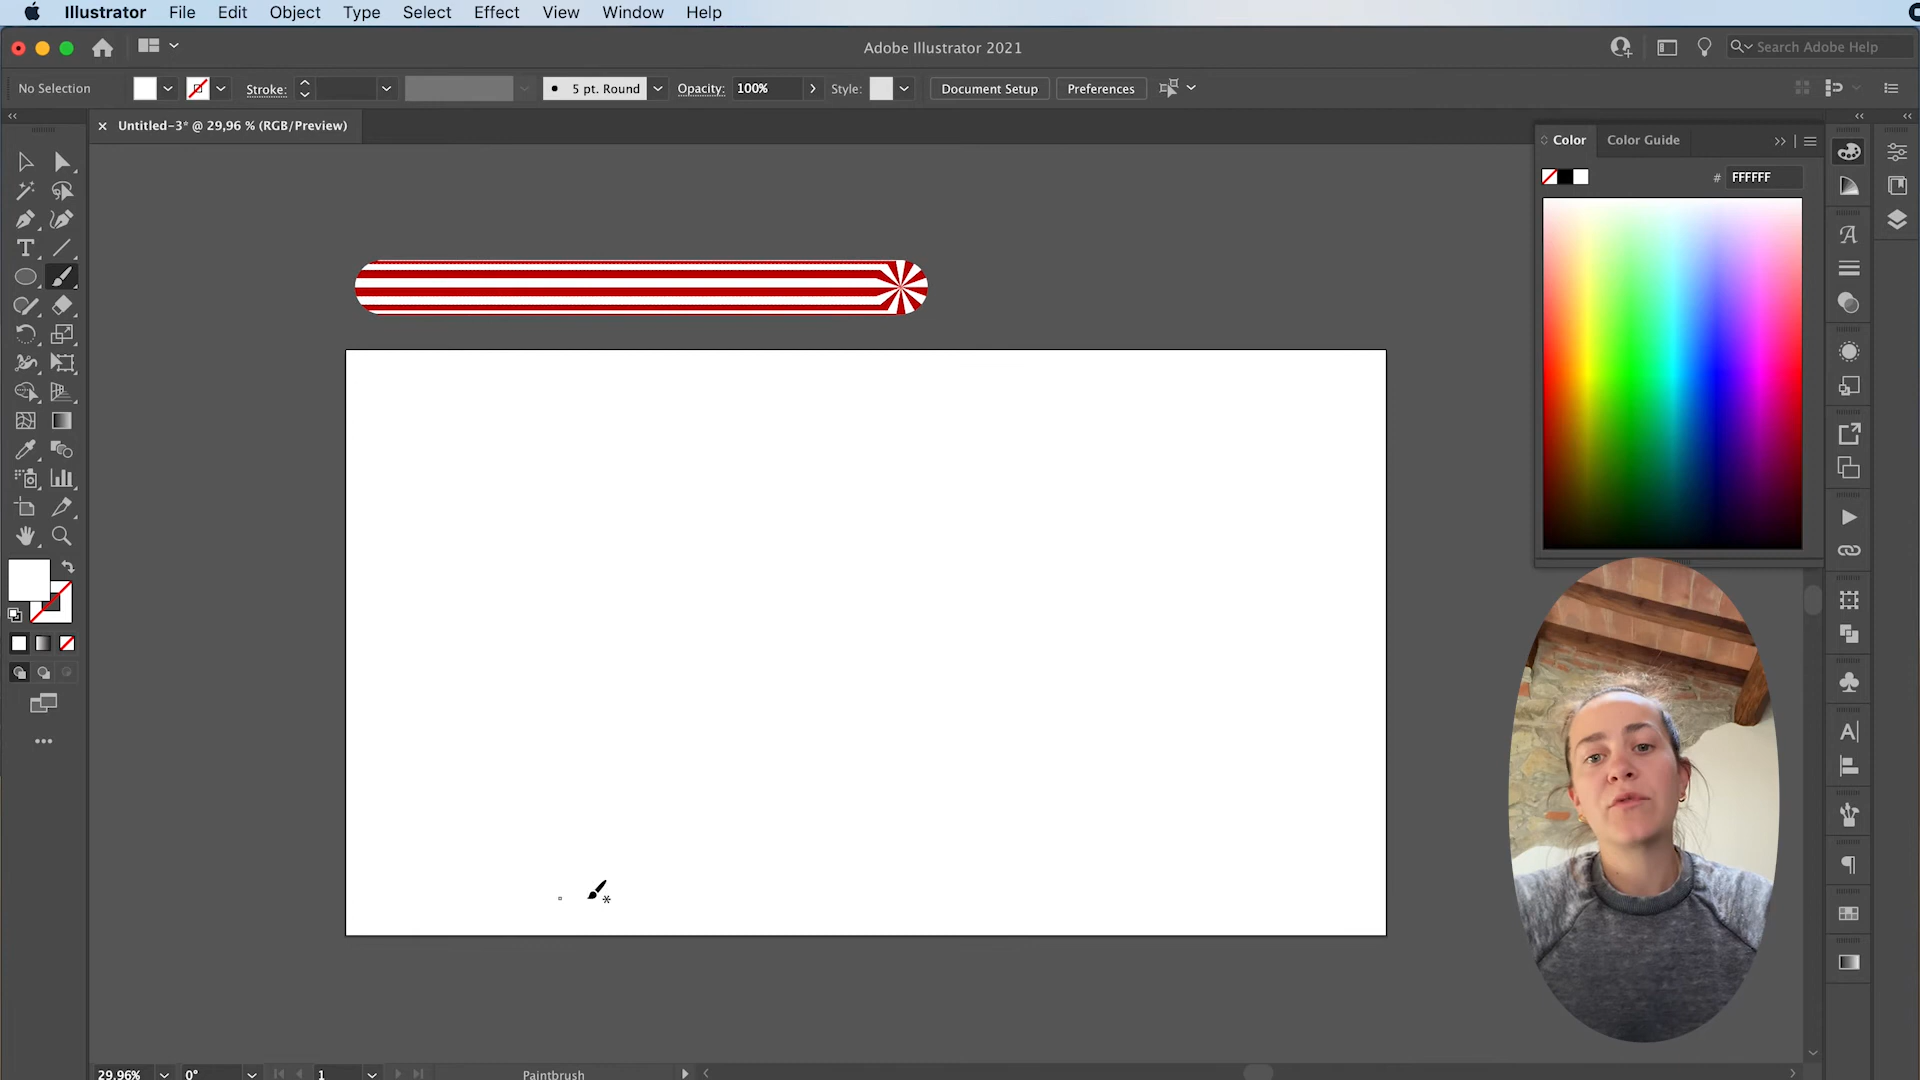 Illustrator File Edit Object Type Select Effect View Window Help
Adobe Illustrator 2021
Search Adobe Help
No Selection
Stroke:
5 pt. Round
Opacity: 100%
Style:
Document Setup
Preferences
Untitled-3* @ 29,96 % (RGB/Preview)
Color
Color Guide
# FFFFFF
29,96%
0°
1
Paintbrush